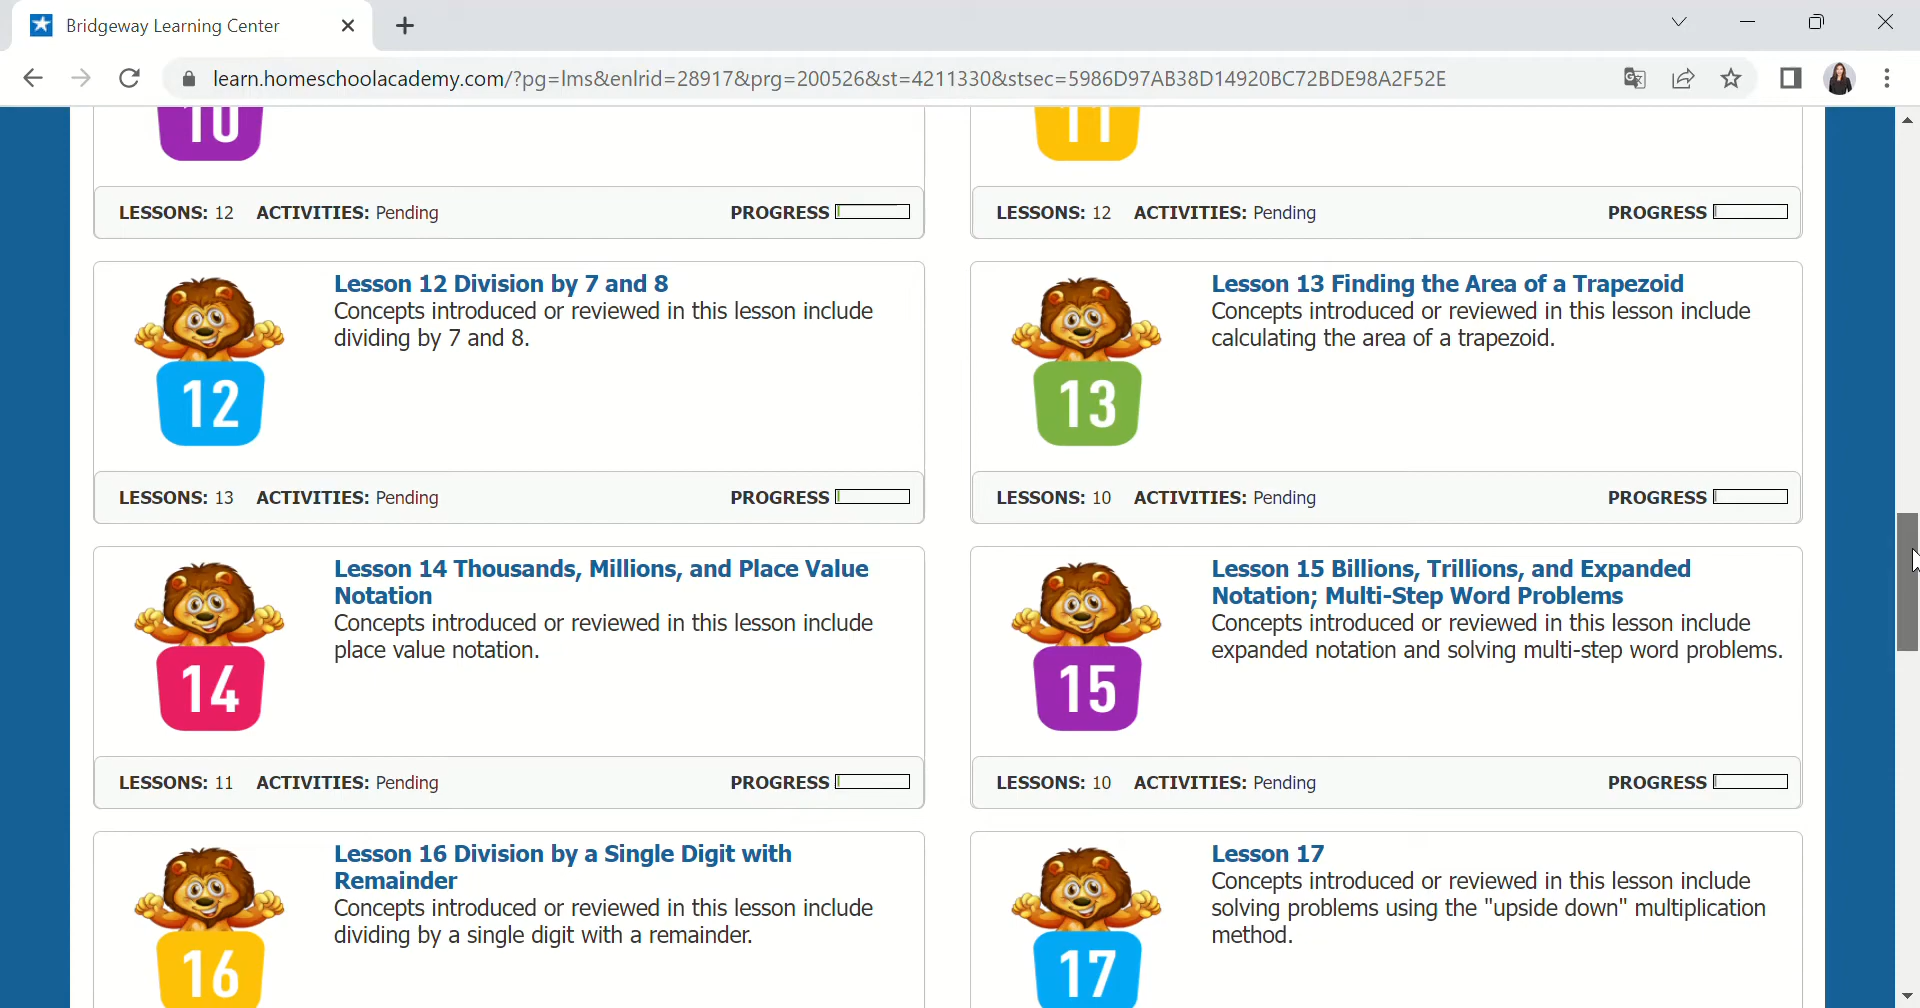 Bridgeway Learning Center
learn.homeschoolacademy.com/?pg=lms&enlrid=28917&prg=200526&st=4211330&stsec=5986D97AB38D14920BC72BDE98A2F52E
10
11
LESSONS: 12 ACTIVITIES: Pending PROGRESS
LESSONS: 12 ACTIVITIES: Pending PROGRESS
Lesson 12 Division by 7 and 8
Concepts introduced or reviewed in this lesson include
dividing by 7 and 8.
12
LESSONS: 13 ACTIVITIES: Pending PROGRESS
Lesson 13 Finding the Area of a Trapezoid
Concepts introduced or reviewed in this lesson include
calculating the area of a trapezoid.
13
LESSONS: 10 ACTIVITIES: Pending PROGRESS
Lesson 14 Thousands, Millions, and Place Value
Notation
Concepts introduced or reviewed in this lesson include
place value notation.
14
LESSONS: 11 ACTIVITIES: Pending PROGRESS
Lesson 15 Billions, Trillions, and Expanded
Notation; Multi-Step Word Problems
Concepts introduced or reviewed in this lesson include
expanded notation and solving multi-step word problems.
15
LESSONS: 10 ACTIVITIES: Pending PROGRESS
Lesson 16 Division by a Single Digit with
Remainder
Concepts introduced or reviewed in this lesson include
dividing by a single digit with a remainder.
16
Lesson 17
Concepts introduced or reviewed in this lesson include
solving problems using the "upside down" multiplication
method.
17